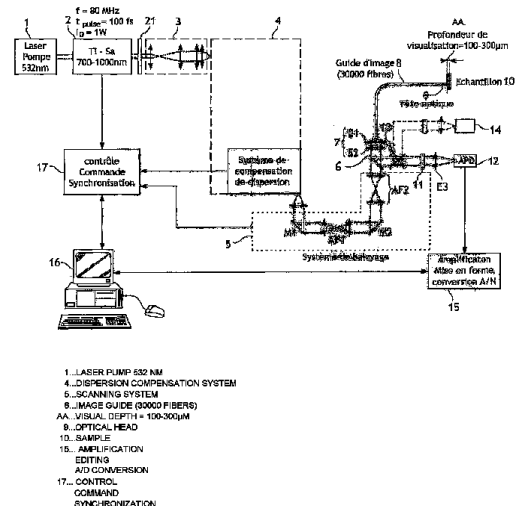 f = 80 MHz
t pulse = 100 fs
Ip = 1W
1
2
21
3
4
Laser
Pompe
532nm
Ti - Sa
700-1000nm
AA.
Profondeur de
visualisation=100-300µm
Guide d'image 8
(30000 fibres)
Echantillon 10
9
Tête optique
14
7
6
APD
12
11
E3
AF2
17
contrôle
Commande
Synchronisation
Système de
compensation
de dispersion
M1
AF1
M2
5
Système de balayage
16
Amplification
Mise en forme,
conversion A/N
15
1...LASER PUMP 532 NM
4...DISPERSION COMPENSATION SYSTEM
5...SCANNING SYSTEM
8...IMAGE GUIDE (30000 FIBERS)
AA...VISUAL DEPTH = 100-300µM
9...OPTICAL HEAD
10...SAMPLE
15... AMPLIFICATION
EDITING
A/D CONVERSION
17... CONTROL
COMMAND
SYNCHRONIZATION